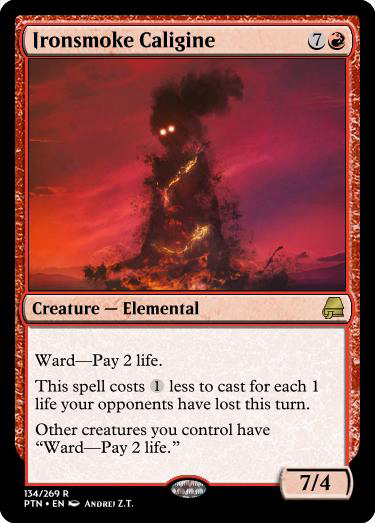 Ironsmoke Caligine 7
Creature — Elemental
Ward—Pay 2 life.
This spell costs 1 less to cast for each 1
life your opponents have lost this turn.
Other creatures you control have
“Ward—Pay 2 life.”
7/4
134/269 R
PTN • EN Andrei Z.T.